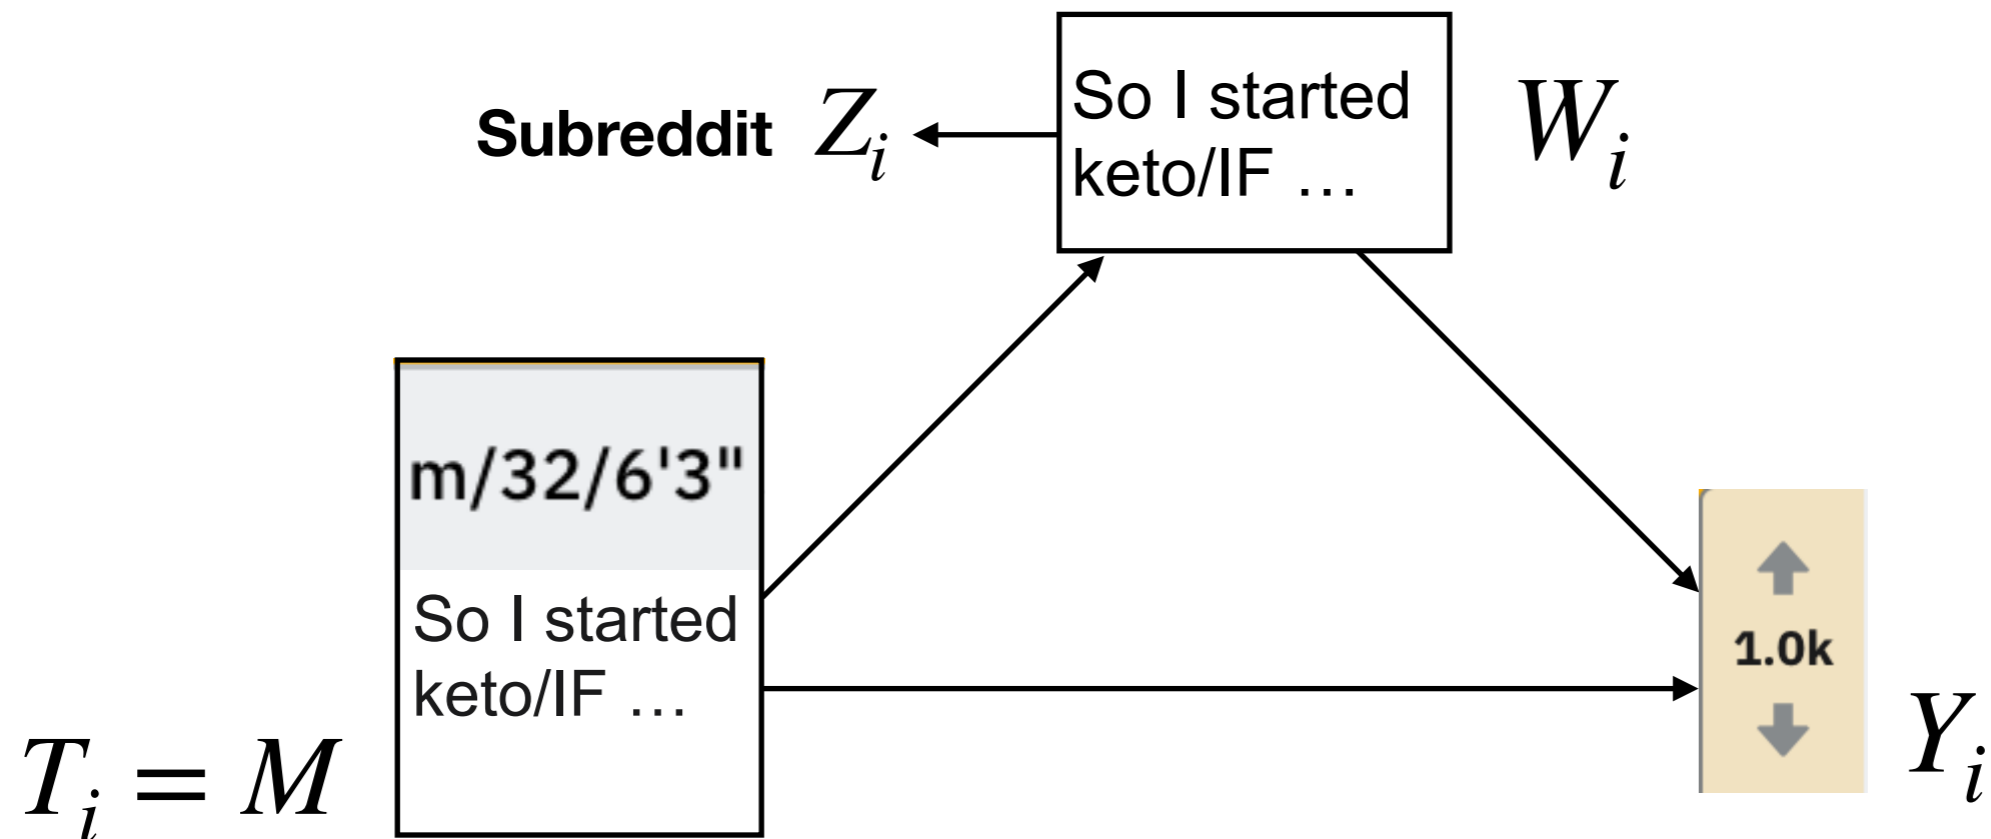 So I started
keto/IF …
Subreddit Z_i
W_i
m/32/6'3"
So I started
keto/IF …
1.0k
T_i = M
Y_i